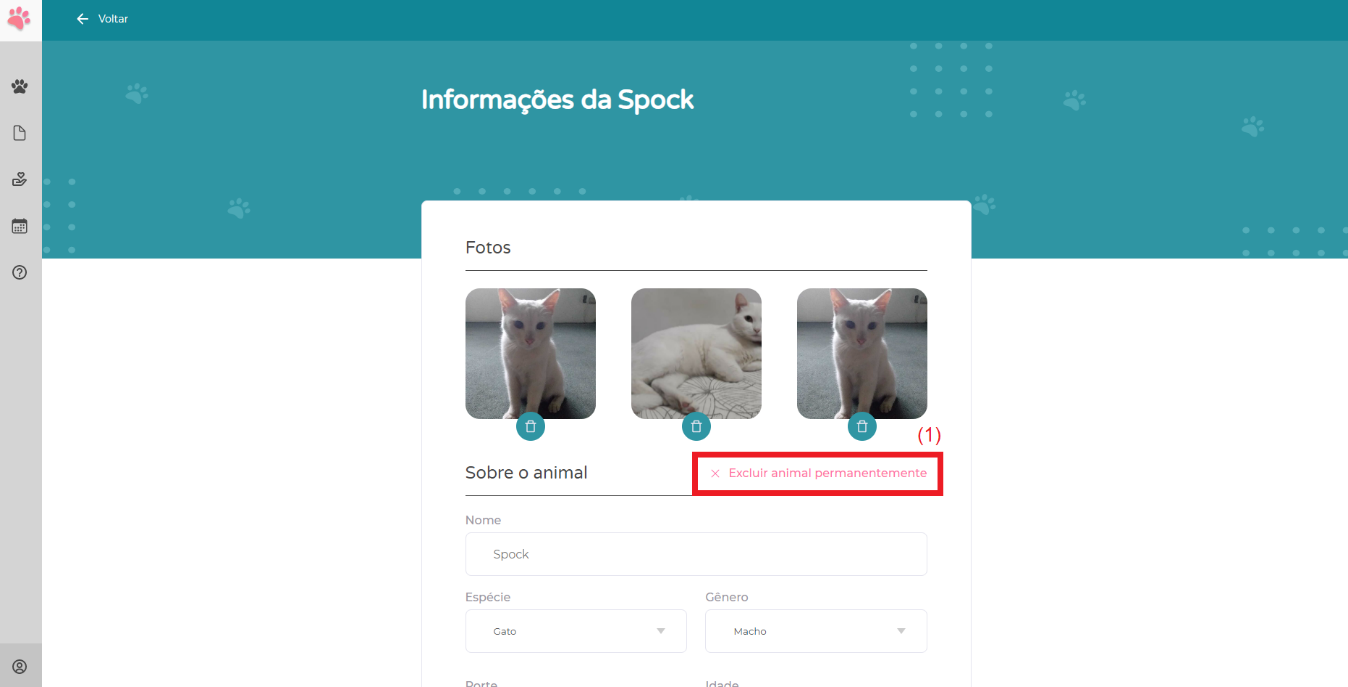 Voltar
Informações da Spock
Fotos
(1)
Sobre o animal
Excluir animal permanentemente
Nome
Spock
Espécie
Gênero
Gato
Macho
Porte
Idade